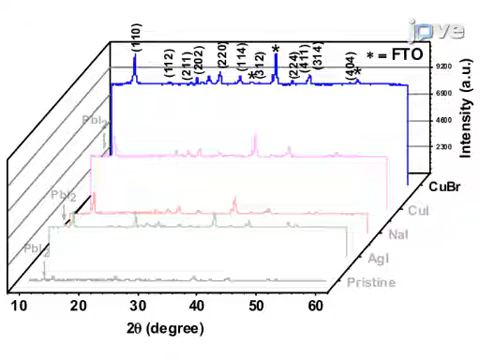 jove
(110)
(112)
(211)
(202)
(220)
(114)
*
(312)
*
(224)
(411)
(314)
(404)
*
* = FTO
9200
6900
4600
2300
Intensity (a.u.)
PbI2
PbI2
PbI2
CuBr
CuI
NaI
AgI
Pristine
10 20 30 40 50 60
2θ (degree)